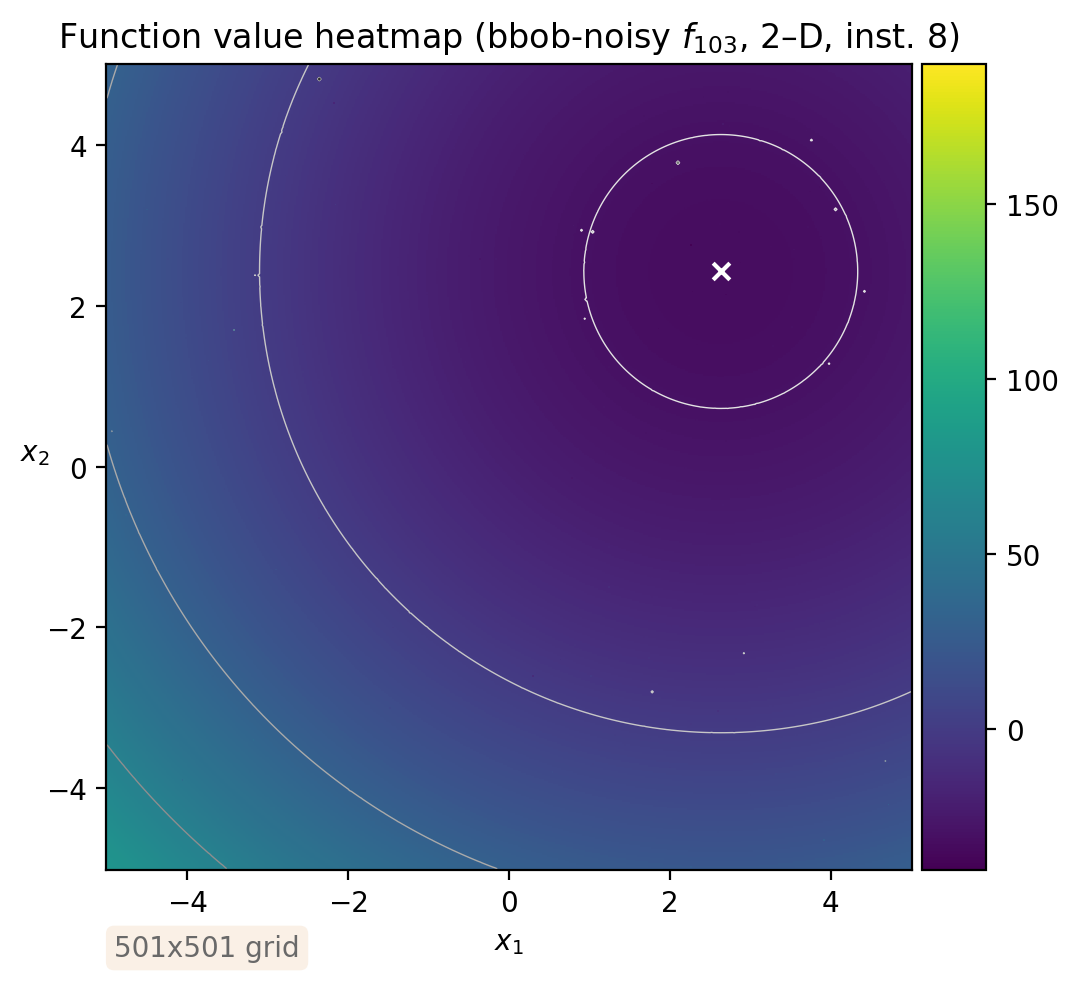 Function value heatmap (bbob-noisy f₁₀₃, 2–D, inst. 8)
4
2
0
−2
−4
x₂
−4 −2 0 2 4
x₁
150
100
50
0
501x501 grid